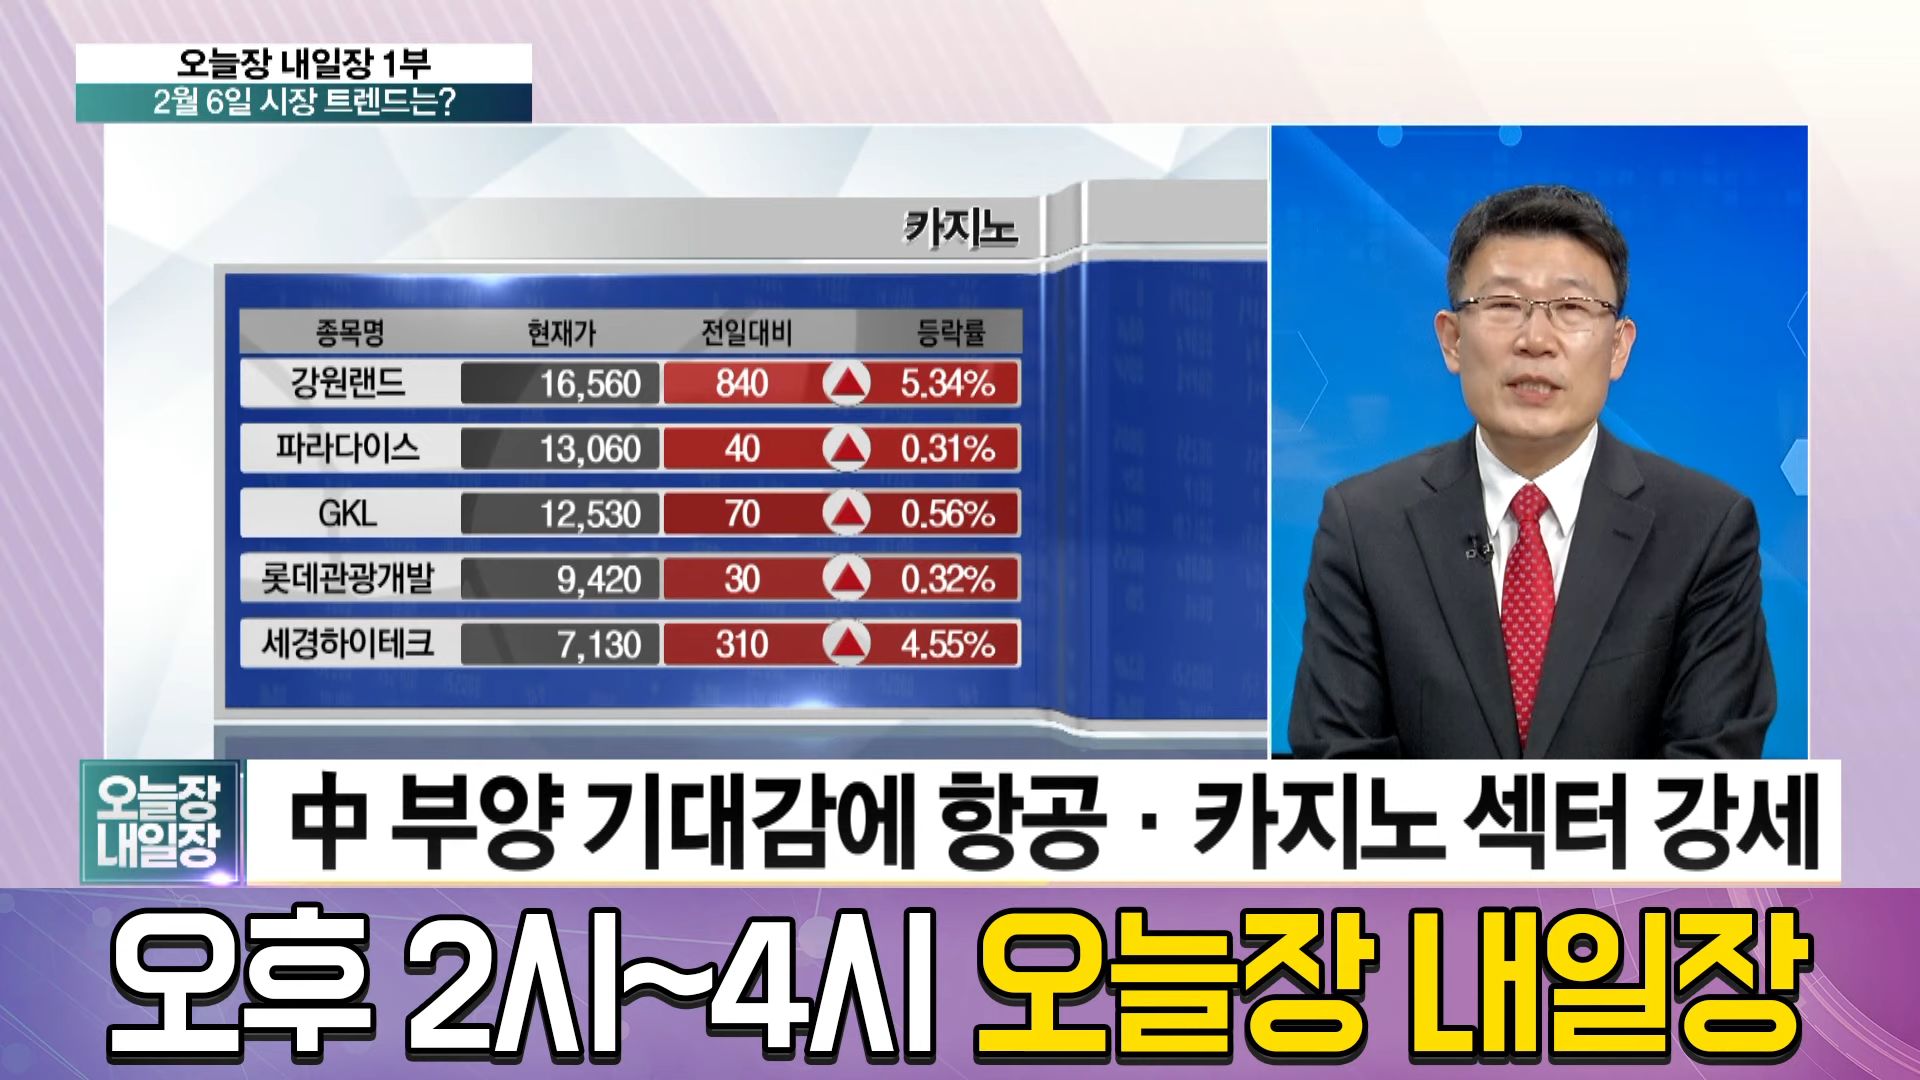 오늘장 내일장 1부
2월 6일 시장 트렌드는?
카지노
종목명 현재가 전일대비 등락률
강원랜드 16,560 840 ▲ 5.34%
파라다이스 13,060 40 ▲ 0.31%
GKL 12,530 70 ▲ 0.56%
롯데관광개발 9,420 30 ▲ 0.32%
세경하이테크 7,130 310 ▲ 4.55%
오늘장
내일장
中 부양 기대감에 항공·카지노 섹터 강세
오후 2시~4시 오늘장 내일장